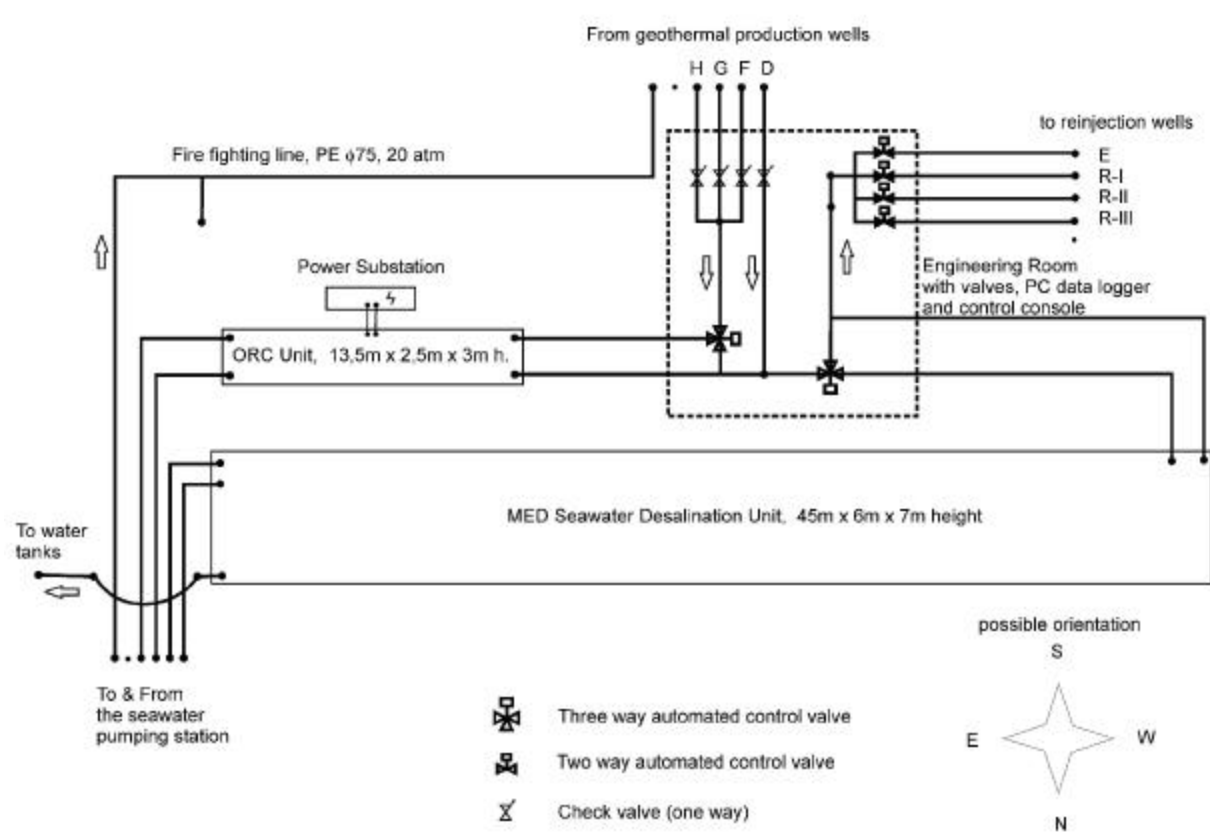 From geothermal production wells
H G F D
to reinjection wells
E
R-I
R-II
R-III
Fire fighting line, PE ϕ75, 20 atm
Power Substation
Engineering Room
with valves, PC data logger
and control console
ORC Unit, 13,5m x 2,5m x 3m h.
MED Seawater Desalination Unit, 45m x 6m x 7m height
To water
tanks
To & From
the seawater
pumping station
Three way automated control valve
Two way automated control valve
Check valve (one way)
possible orientation
S
E W
N